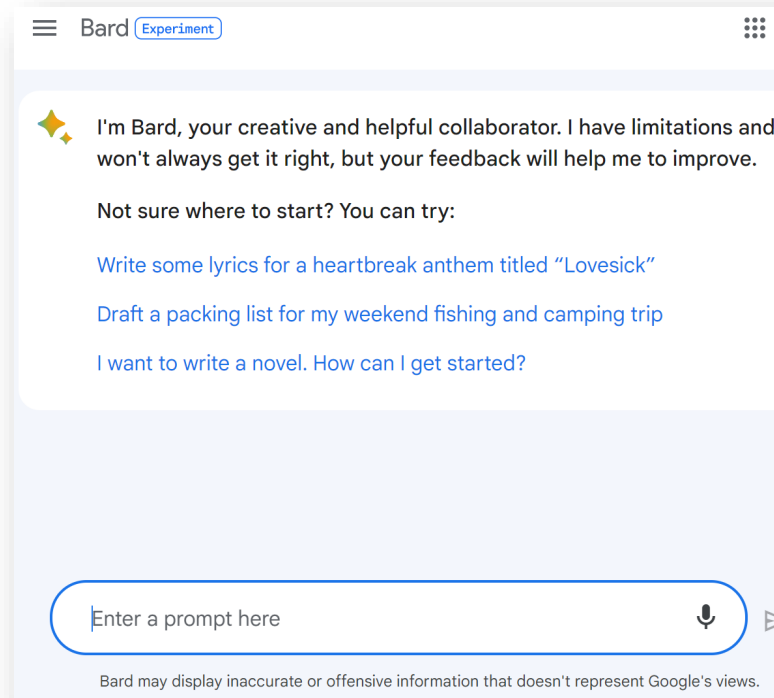 Bard Experiment
I'm Bard, your creative and helpful collaborator. I have limitations and
won't always get it right, but your feedback will help me to improve.
Not sure where to start? You can try:
Write some lyrics for a heartbreak anthem titled “Lovesick”
Draft a packing list for my weekend fishing and camping trip
I want to write a novel. How can I get started?
Enter a prompt here
Bard may display inaccurate or offensive information that doesn't represent Google's views.